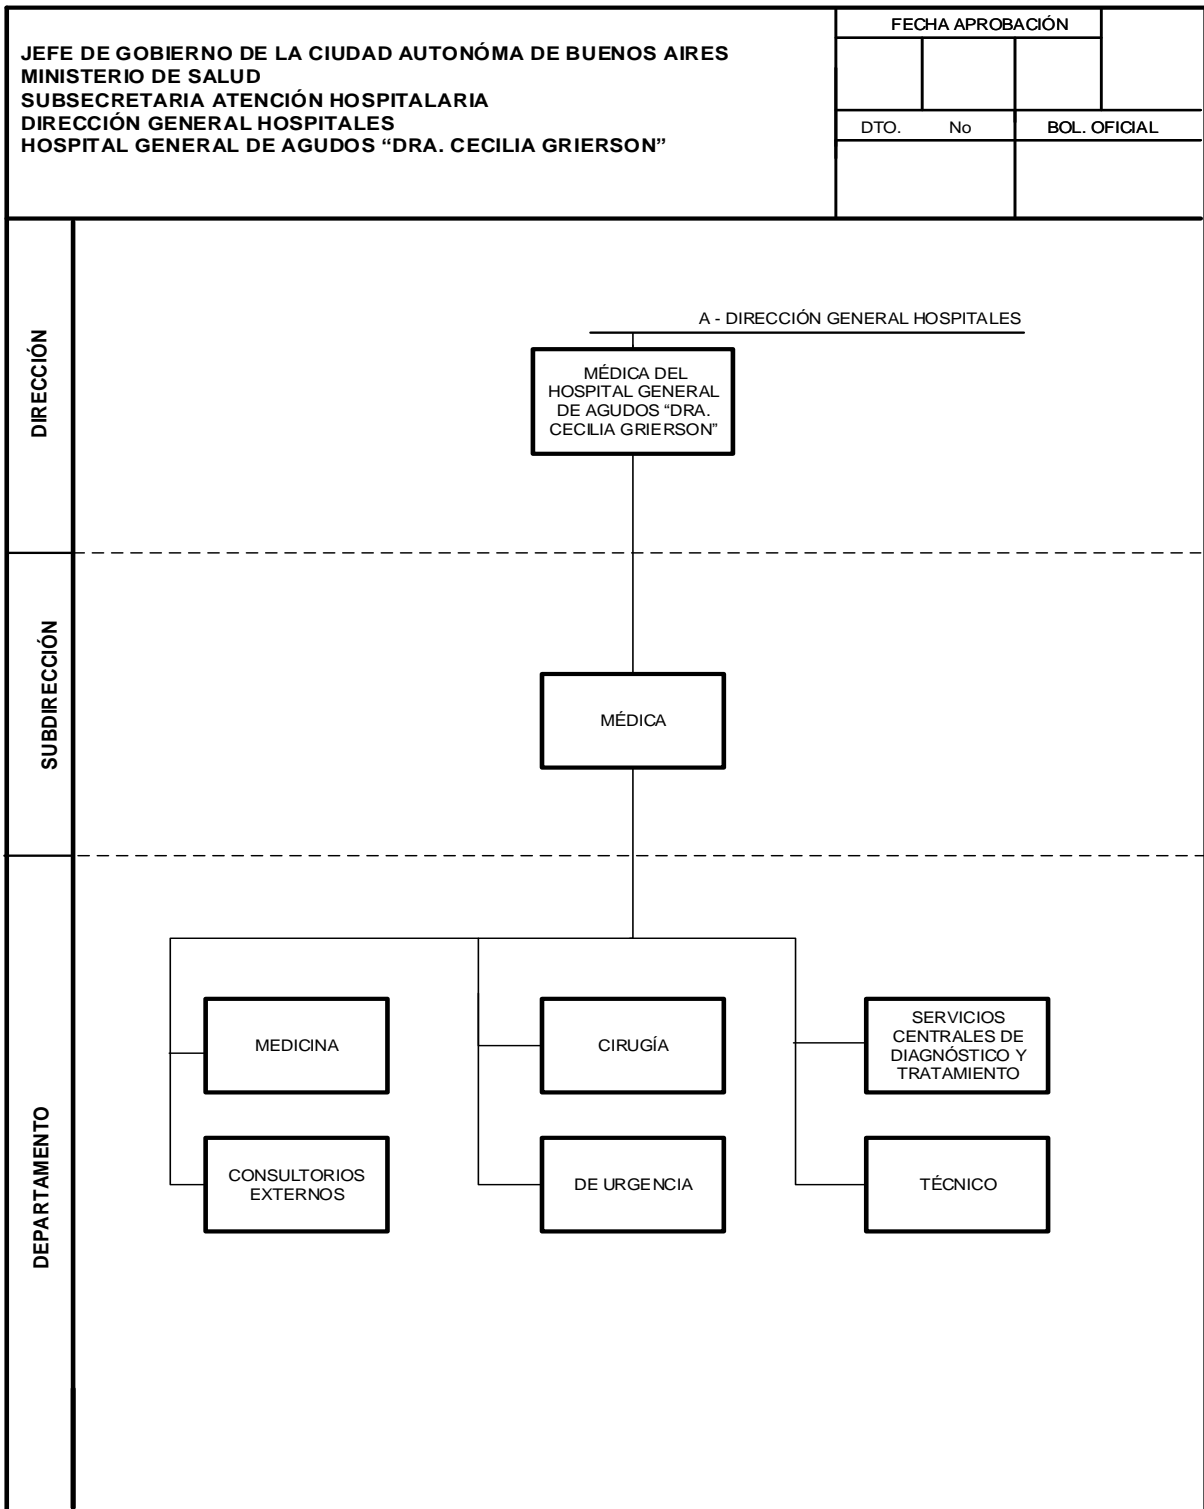 JEFE DE GOBIERNO DE LA CIUDAD AUTONÓMA DE BUENOS AIRES
MINISTERIO DE SALUD
SUBSECRETARIA ATENCIÓN HOSPITALARIA
DIRECCIÓN GENERAL HOSPITALES
HOSPITAL GENERAL DE AGUDOS “DRA. CECILIA GRIERSON”
FECHA APROBACIÓN
DTO. No BOL. OFICIAL
DIRECCIÓN
A - DIRECCIÓN GENERAL HOSPITALES
MÉDICA DEL
HOSPITAL GENERAL
DE AGUDOS “DRA.
CECILIA GRIERSON”
SUBDIRECCIÓN
MÉDICA
DEPARTAMENTO
MEDICINA
CIRUGÍA
SERVICIOS
CENTRALES DE
DIAGNÓSTICO Y
TRATAMIENTO
CONSULTORIOS
EXTERNOS
DE URGENCIA
TÉCNICO